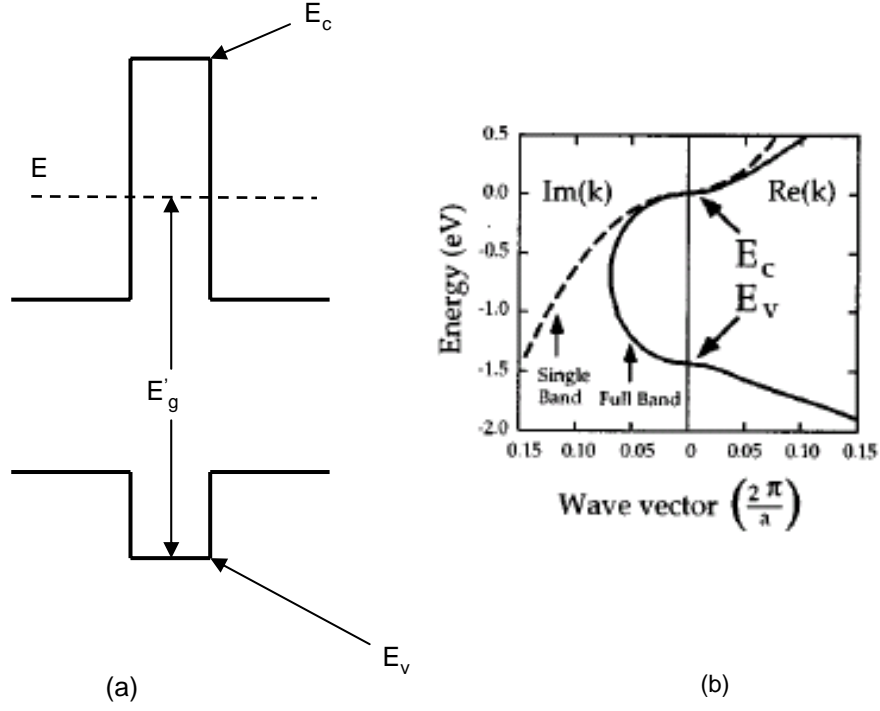 E_c
E
E'_g
E_v
(a)
0.5
0.0
-0.5
-1.0
-1.5
-2.0
Energy (eV)
Im(k)
Re(k)
E_c
E_v
Single
Band
Full Band
0.15 0.10 0.05 0 0.05 0.10 0.15
Wave vector (2π/a)
(b)